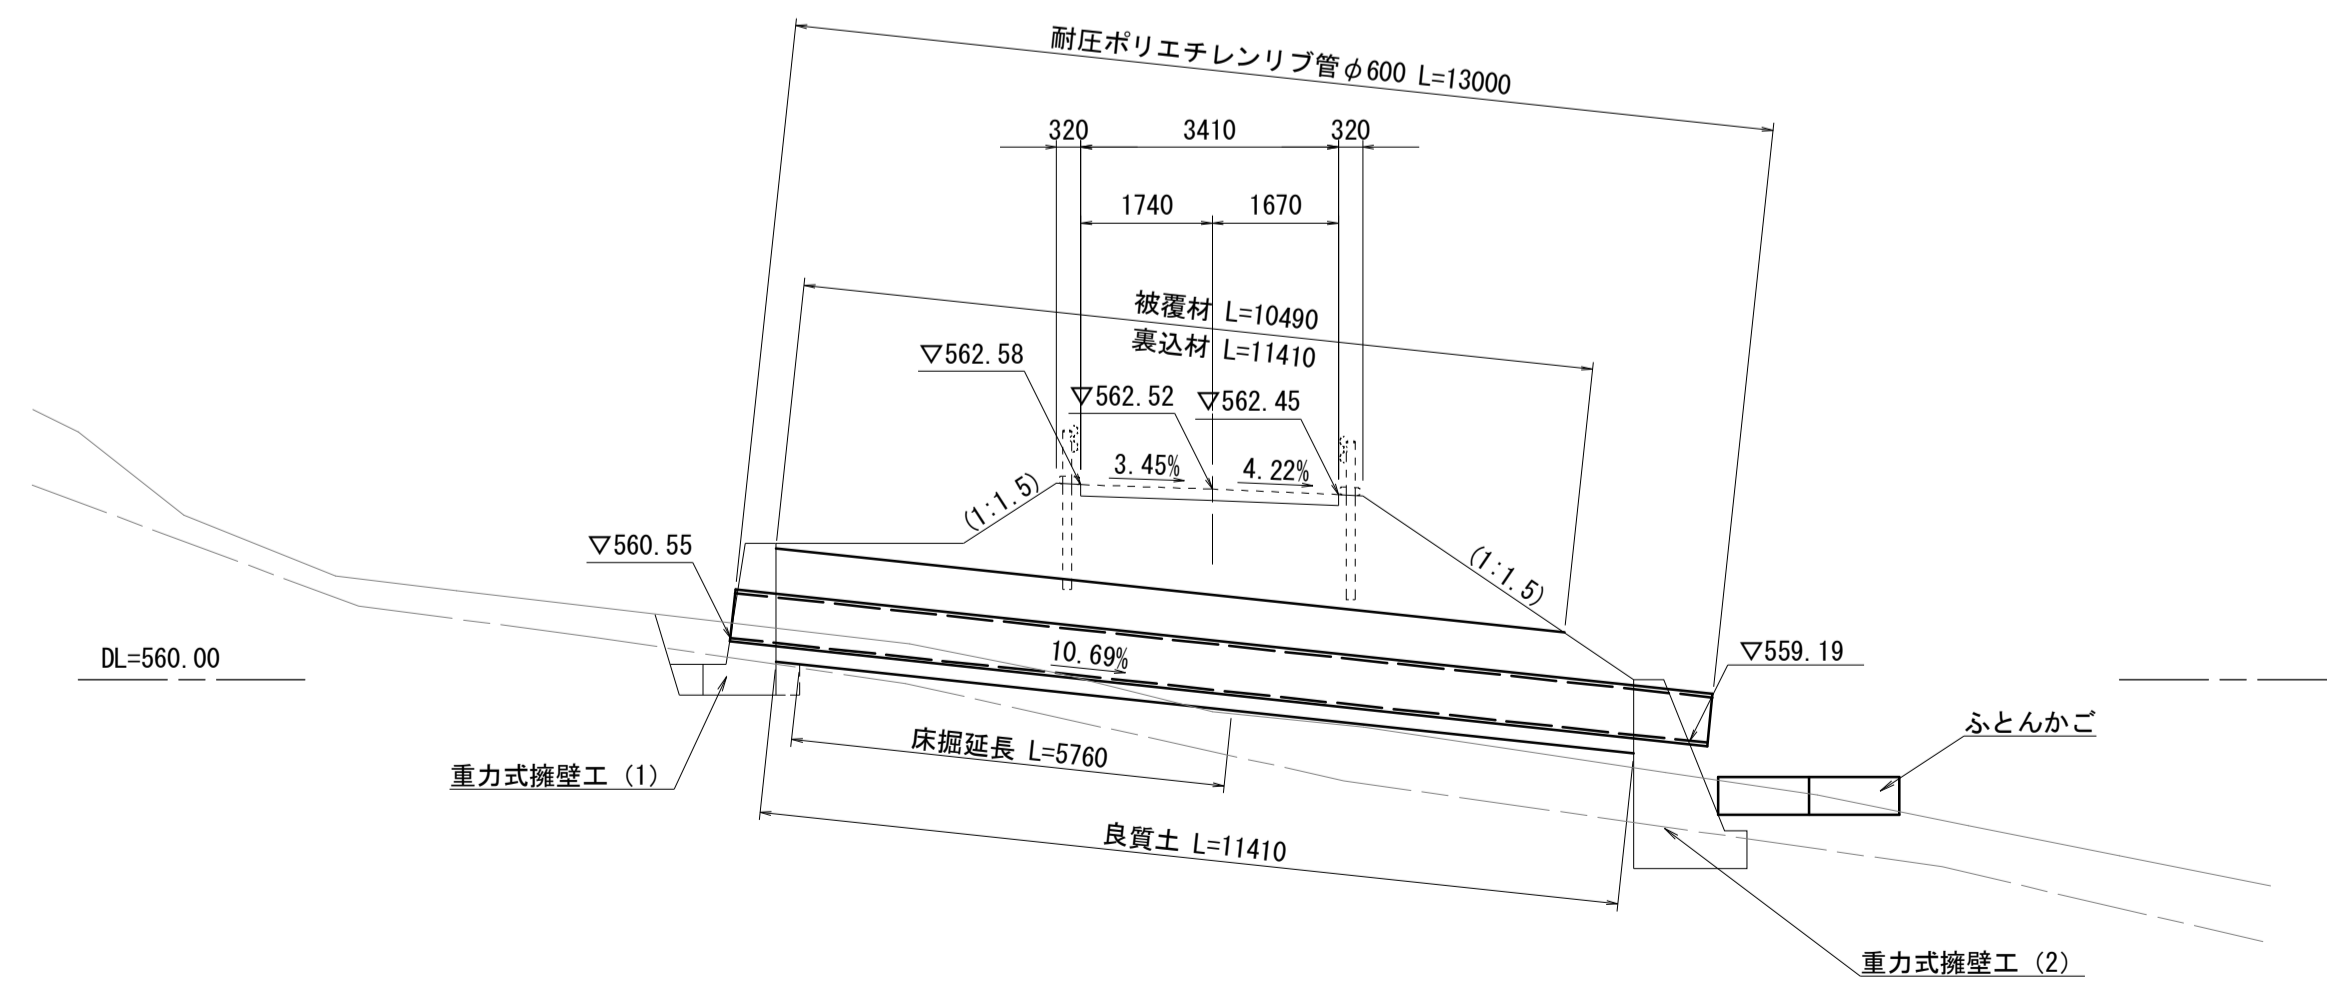 耐圧ポリエチレンリブ管φ600 L=13000
320
3410
320
1740
1670
被覆材 L=10490
裏込材 L=11410
▽562.58
▽562.52
▽562.45
3.45%
4.22%
(1:1.5)
(1:1.5)
▽560.55
10.69%
▽559.19
DL=560.00
ふとんかご
床掘延長 L=5760
重力式擁壁工 (1)
良質土 L=11410
重力式擁壁工 (2)